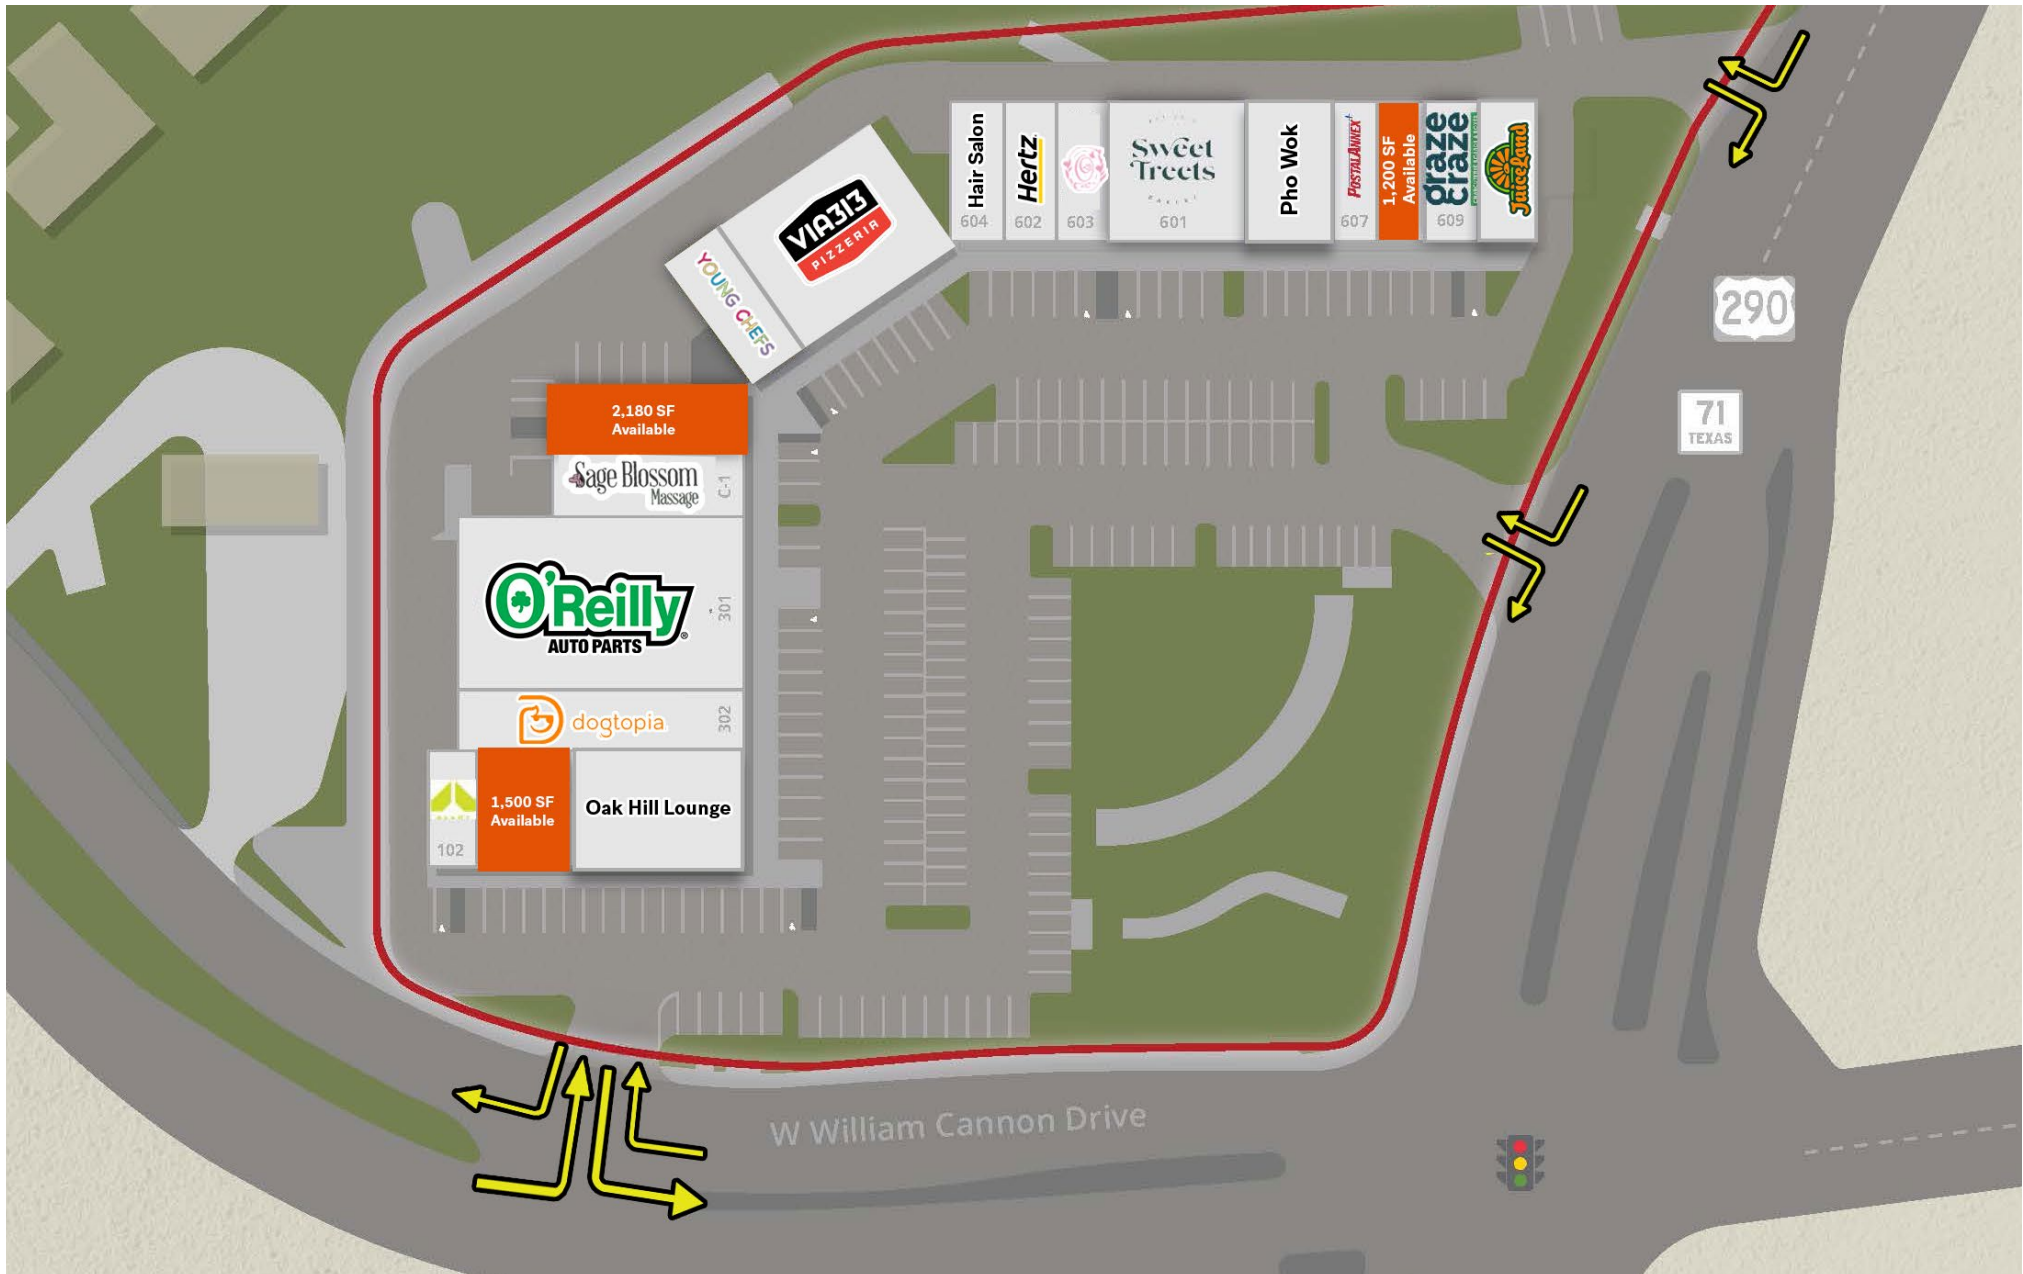 Hair Salon
604
Hertz
602
603
Sweet
Treets
601
Pho Wok
POSTALANNEX
607
1,200 SF
Available
graze
craze
609
JuiceLand
VIA313
PIZZERIA
YOUNG CHEFS
290
71
TEXAS
2,180 SF
Available
Sage Blossom
Massage
C-1
O'Reilly
AUTO PARTS
301
dogtopia
302
102
1,500 SF
Available
Oak Hill Lounge
W William Cannon Drive